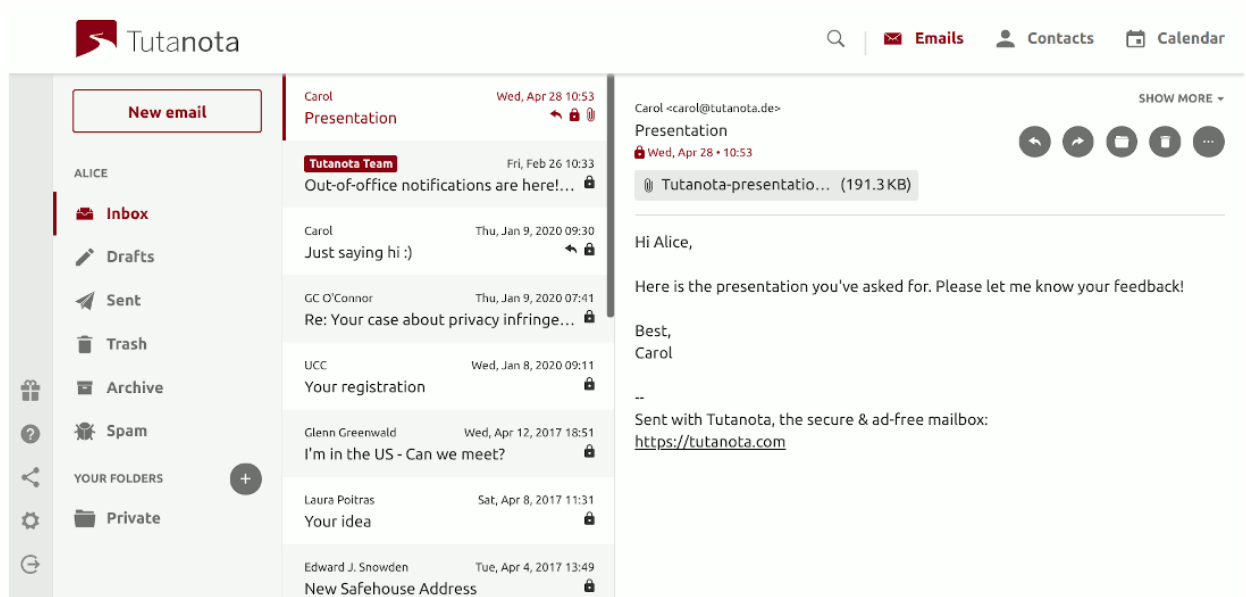 Tutanota
Emails
Contacts
Calendar
New email
ALICE
Inbox
Drafts
Sent
Trash
Archive
Spam
YOUR FOLDERS
Private
Carol Wed, Apr 28 10:53
Presentation
Tutanota Team Fri, Feb 26 10:33
Out-of-office notifications are here!...
Carol Thu, Jan 9, 2020 09:30
Just saying hi :)
GC O'Connor Thu, Jan 9, 2020 07:41
Re: Your case about privacy infringe...
UCC Wed, Jan 8, 2020 09:11
Your registration
Glenn Greenwald Wed, Apr 12, 2017 18:51
I'm in the US - Can we meet?
Laura Poitras Sat, Apr 8, 2017 11:31
Your idea
Edward J. Snowden Tue, Apr 4, 2017 13:49
New Safehouse Address
Carol <carol@tutanota.de> SHOW MORE
Presentation
Wed, Apr 28 • 10:53
Tutanota-presentatio... (191.3 KB)
Hi Alice,
Here is the presentation you've asked for. Please let me know your feedback!
Best,
Carol
--
Sent with Tutanota, the secure & ad-free mailbox:
https://tutanota.com